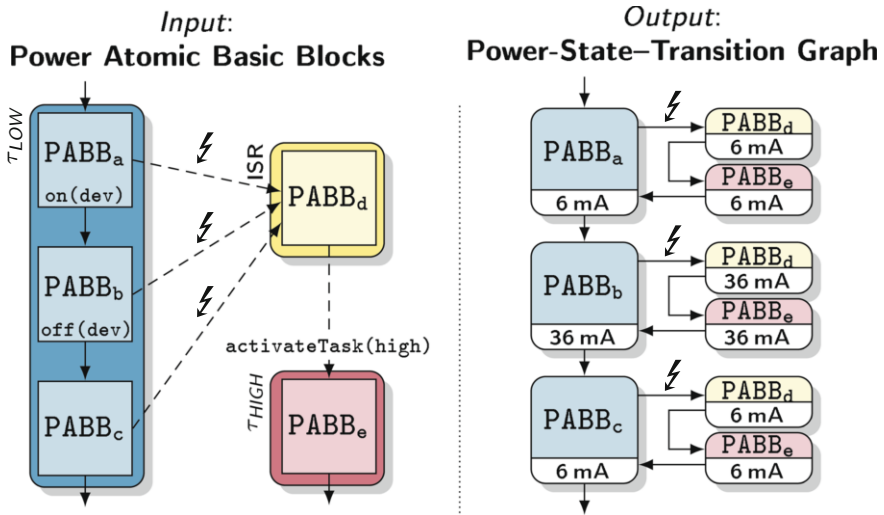 Input:
Power Atomic Basic Blocks
τLOW
PABBa
on(dev)
PABBb
off(dev)
PABBc
ISR
PABBd
activateTask(high)
τHIGH
PABBe
Output:
Power-State–Transition Graph
PABBa
6 mA
PABBd
6 mA
PABBe
6 mA
PABBb
36 mA
PABBd
36 mA
PABBe
36 mA
PABBc
6 mA
PABBd
6 mA
PABBe
6 mA